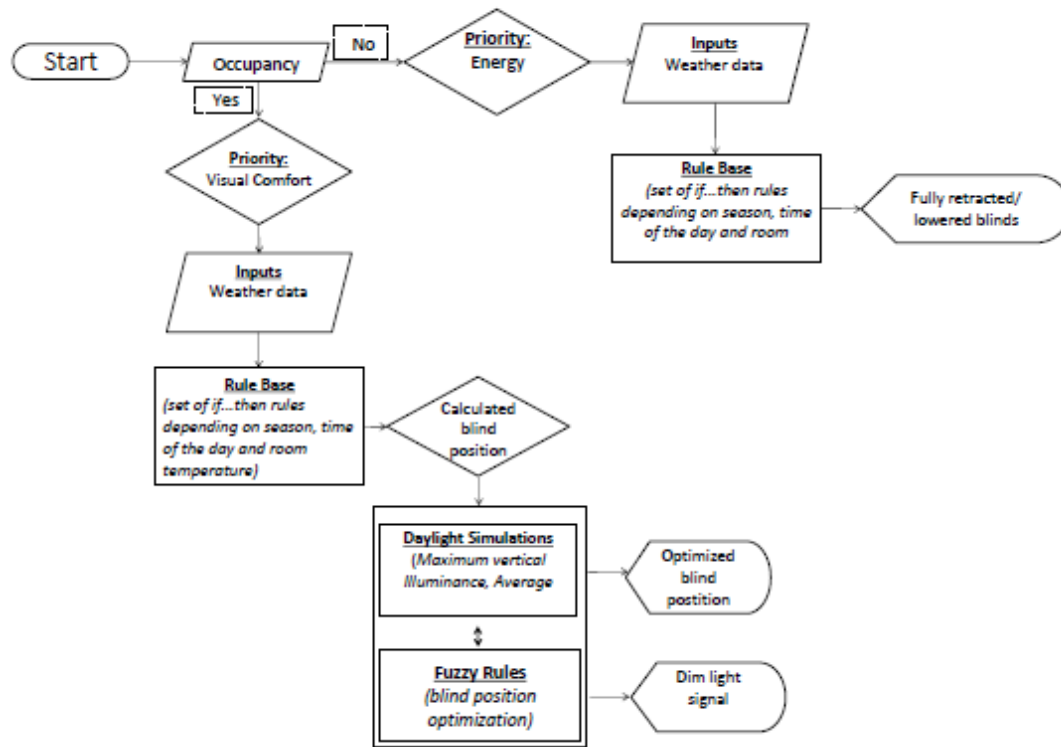 Start
Occupancy
No
Priority:
Energy
Inputs
Weather data
Yes
Priority:
Visual Comfort
Rule Base
(set of if...then rules
depending on season, time
of the day and room
Fully retracted/
lowered blinds
Inputs
Weather data
Rule Base
(set of if...then rules
depending on season, time
of the day and room
temperature)
Calculated
blind
position
Daylight Simulations
(Maximum vertical
Illuminance, Average
Optimized
blind
postition
Fuzzy Rules
(blind position
optimization)
Dim light
signal